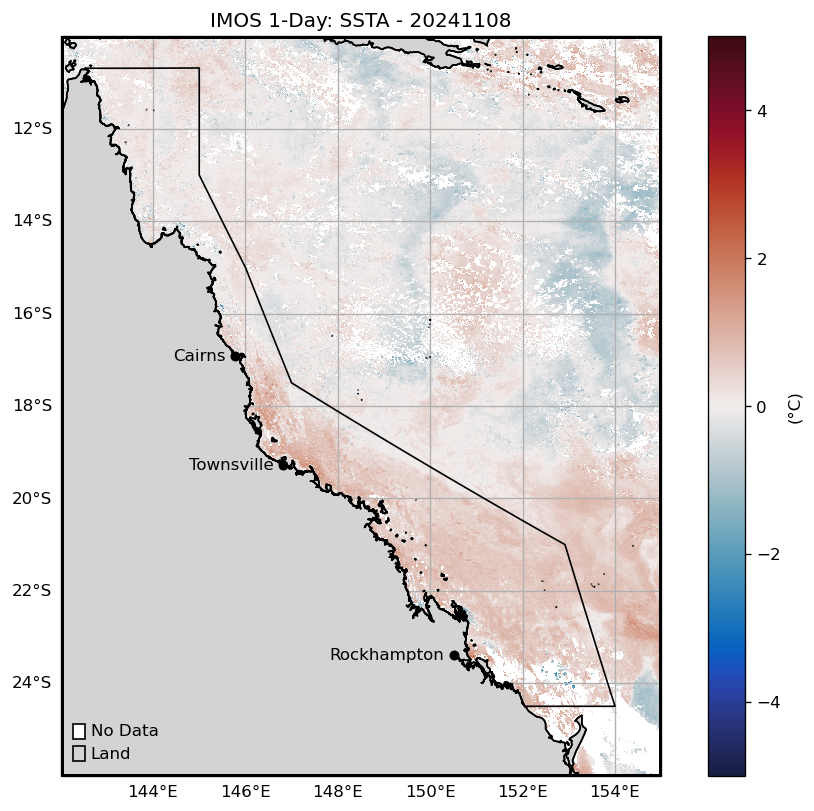 IMOS 1-Day: SSTA - 20241108
12°S
14°S
16°S
18°S
20°S
22°S
24°S
Cairns
Townsville
Rockhampton
No Data
Land
144°E 146°E 148°E 150°E 152°E 154°E
4
2
0
−2
−4
(°C)